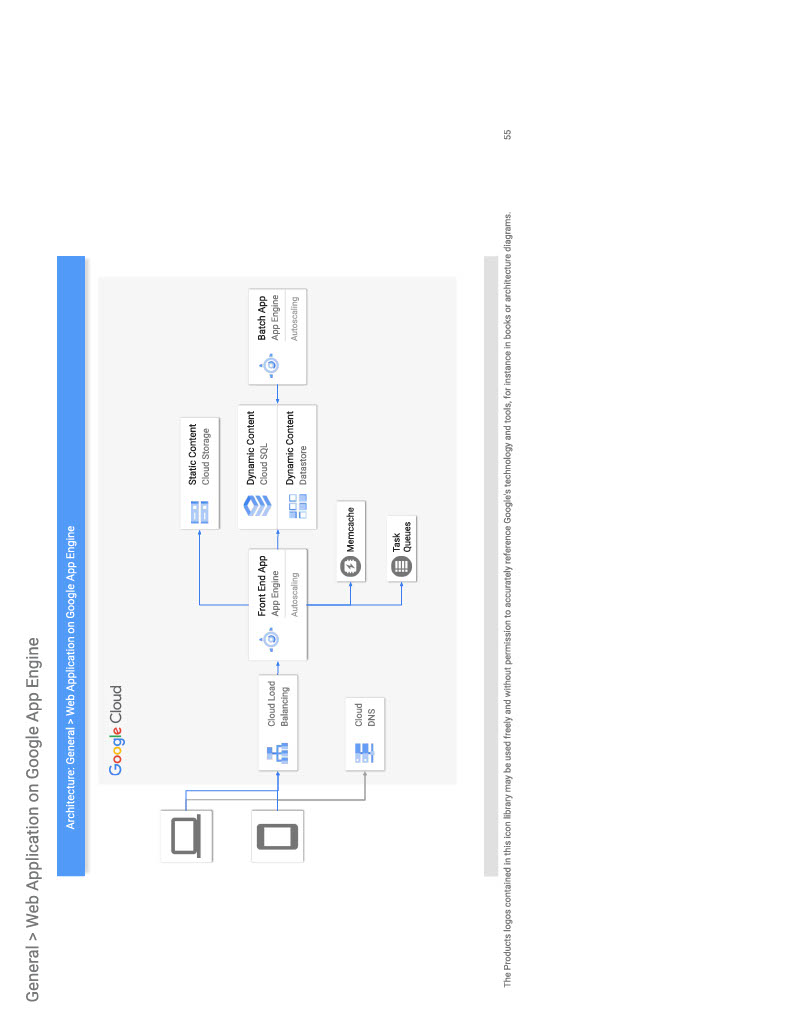 General > Web Application on Google App Engine
Architecture: General > Web Application on Google App Engine
Google Cloud
Static Content
Cloud Storage
Cloud Load
Balancing
Front End App
App Engine
Autoscaling
Dynamic Content
Cloud SQL
Dynamic Content
Datastore
Batch App
App Engine
Autoscaling
Cloud
DNS
Memcache
Task
Queues
The Products logos contained in this icon library may be used freely and without permission to accurately reference Google's technology and tools, for instance in books or architecture diagrams.
55